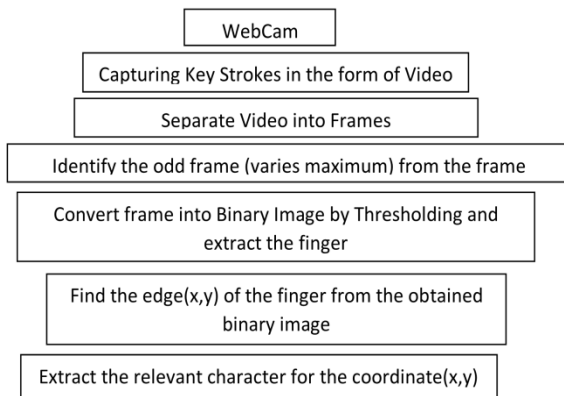 WebCam
Capturing Key Strokes in the form of Video
Separate Video into Frames
Identify the odd frame (varies maximum) from the frame
Convert frame into Binary Image by Thresholding and
extract the finger
Find the edge(x,y) of the finger from the obtained
binary image
Extract the relevant character for the coordinate(x,y)